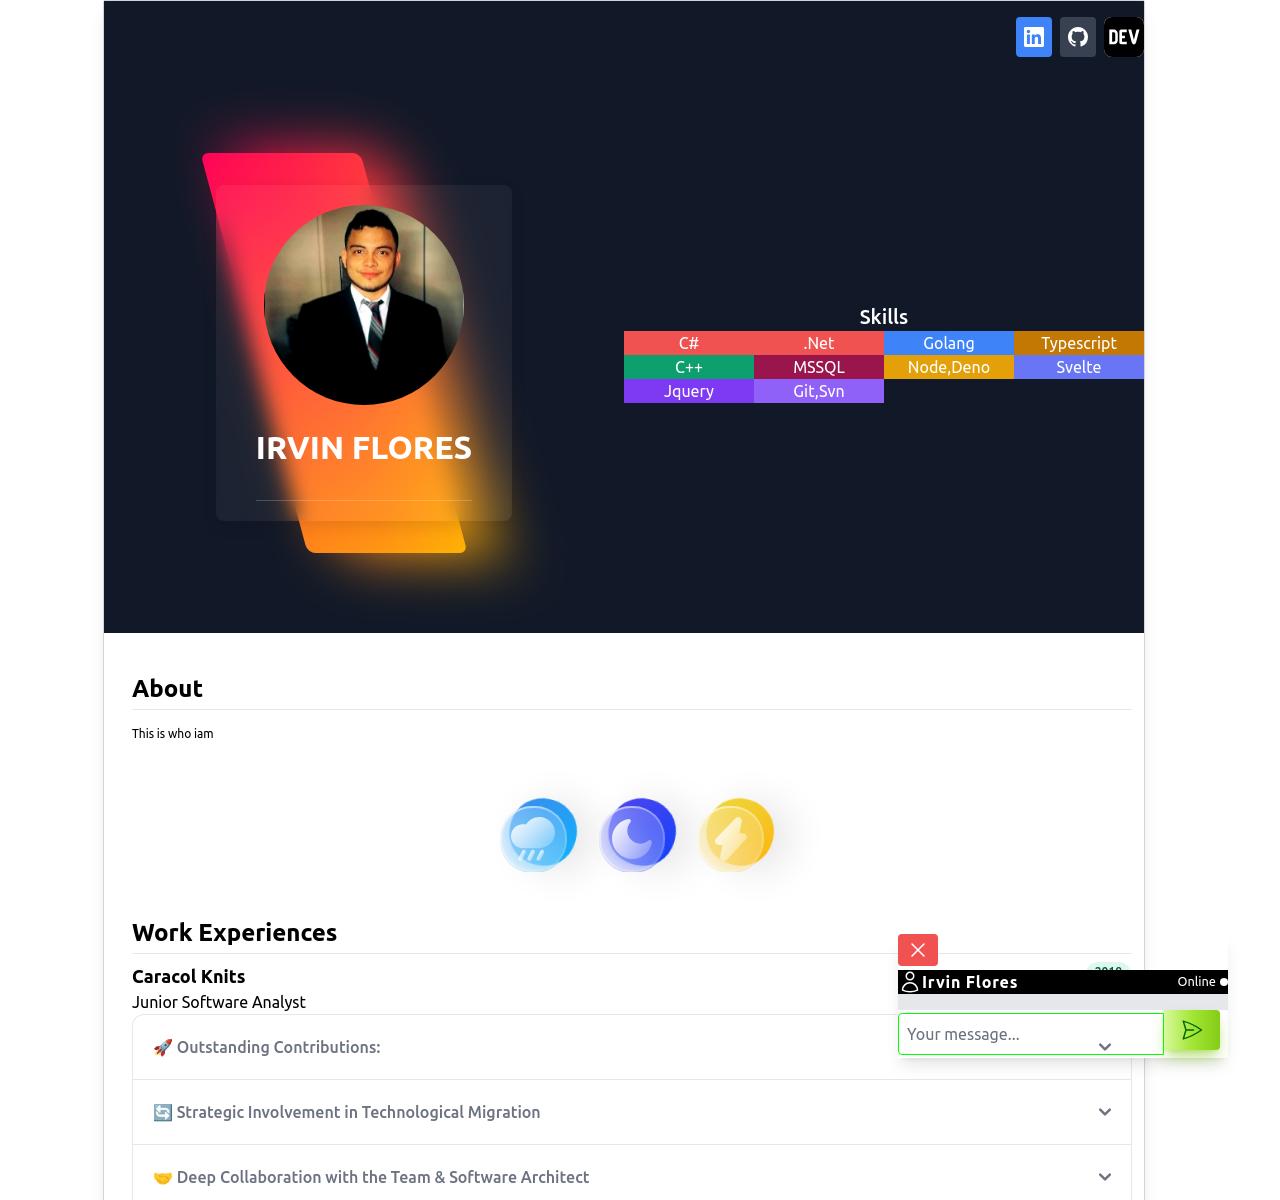 DEV
Skills
C# .Net Golang Typescript
C++ MSSQL Node,Deno Svelte
Jquery Git,Svn
IRVIN FLORES
About
This is who iam
Work Experiences
Caracol Knits
Junior Software Analyst
🚀 Outstanding Contributions:
🔄 Strategic Involvement in Technological Migration
🤝 Deep Collaboration with the Team & Software Architect
Irvin Flores Online
Your message...